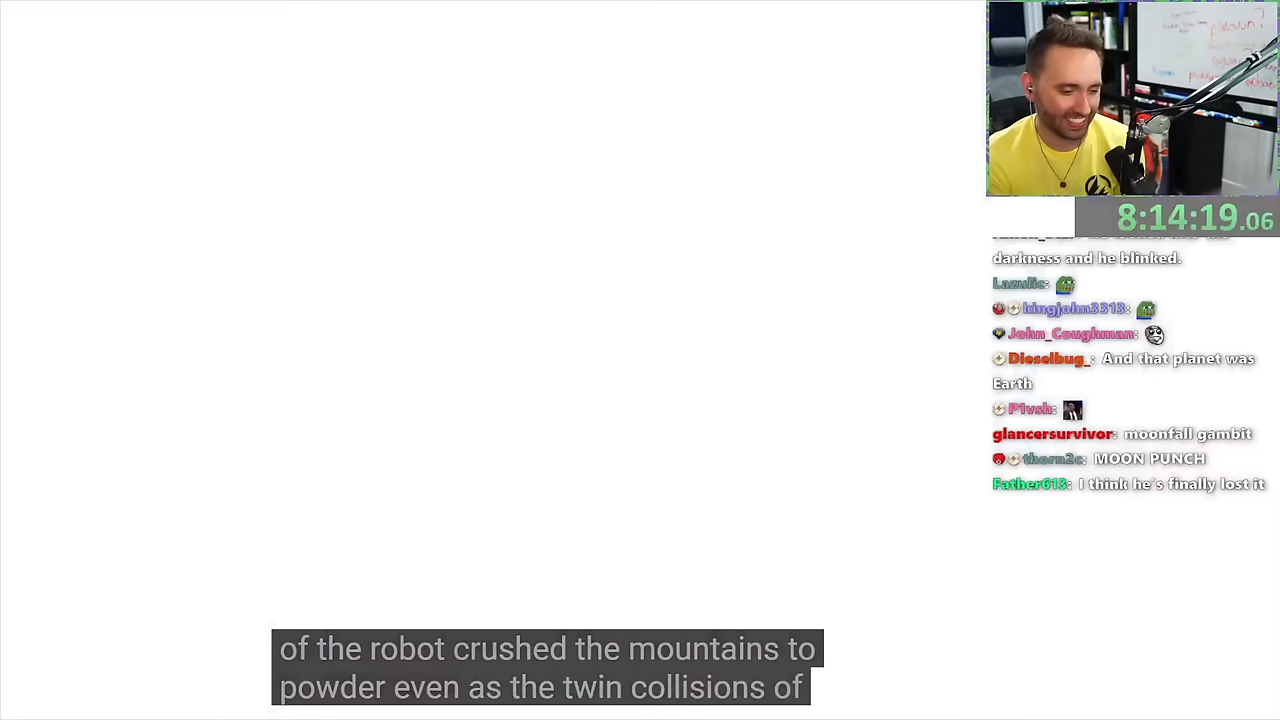 platoon?
8:14:19.06
darkness and he blinked.
Lazulic:
kingjohn3313:
John_Coughman:
Dieselbug_: And that planet was
Earth
P1vsh:
glancersurvivor: moonfall gambit
thorn2c: MOON PUNCH
Father613: I think he's finally lost it
of the robot crushed the mountains to
powder even as the twin collisions of